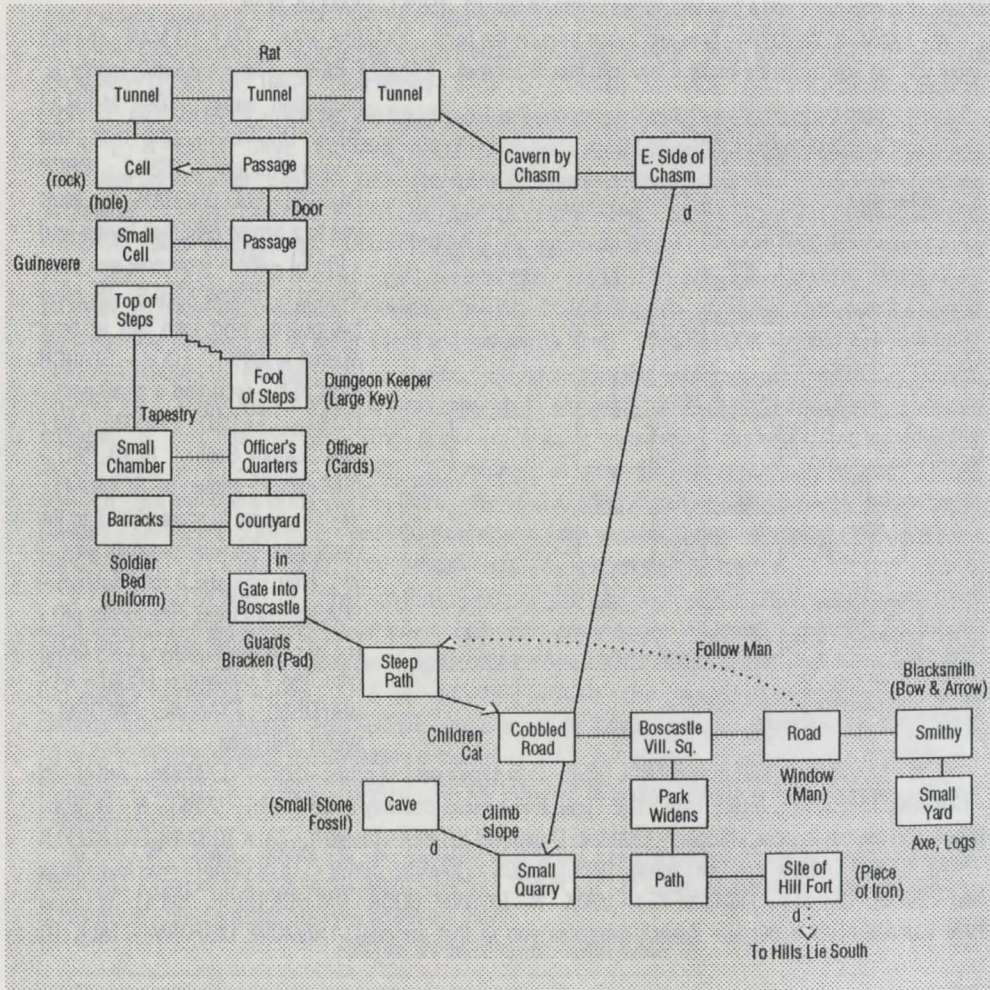 Rat
Tunnel
Tunnel
Tunnel
Cell
Passage
Cavern by
Chasm
E. Side of
Chasm
(rock)
(hole)
Door
d
Small
Cell
Passage
Guinevere
Top of
Steps
Foot
of Steps
Dungeon Keeper
(Large Key)
Tapestry
Small
Chamber
Officer's
Quarters
Officer
(Cards)
Barracks
Courtyard
Soldier
Bed
(Uniform)
in
Gate into
Boscastle
Guards
Bracken (Pad)
Steep
Path
Follow Man
Blacksmith
(Bow & Arrow)
Children
Cat
Cobbled
Road
Boscastle
Vill. Sq.
Road
Smithy
Window
(Man)
(Small Stone
Fossil)
Cave
climb
slope
Park
Widens
Small
Yard
Axe, Logs
d
Small
Quarry
Path
Site of
Hill Fort
(Piece
of Iron)
d
To Hills Lie South